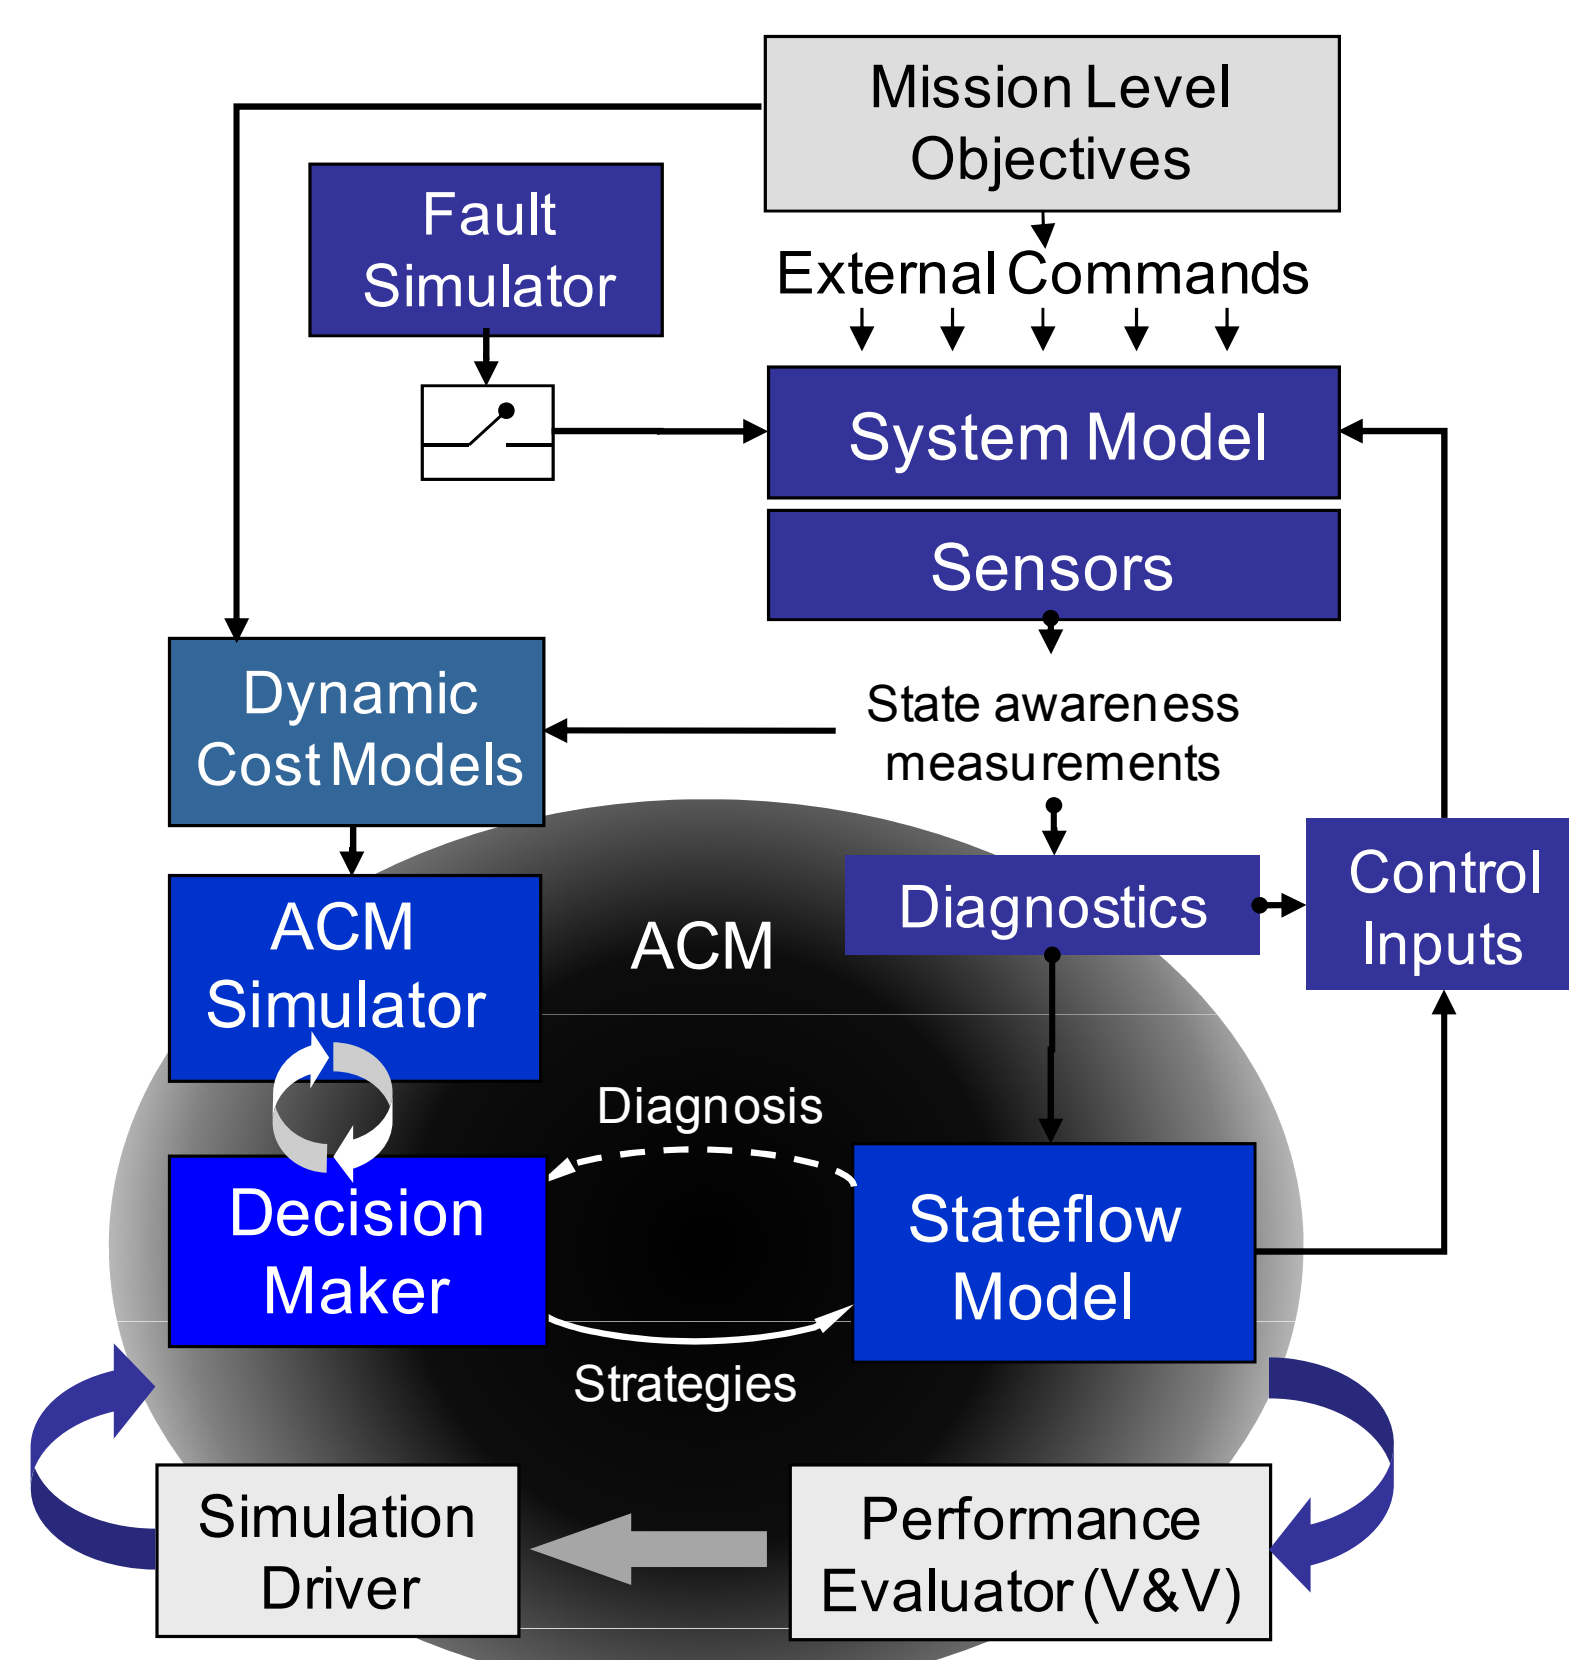 Mission Level
Objectives
Fault
Simulator
External Commands
System Model
Sensors
Dynamic
Cost Models
State awareness
measurements
Diagnostics
Control
Inputs
ACM
Simulator
ACM
Diagnosis
Decision
Maker
Stateflow
Model
Strategies
Simulation
Driver
Performance
Evaluator (V&V)